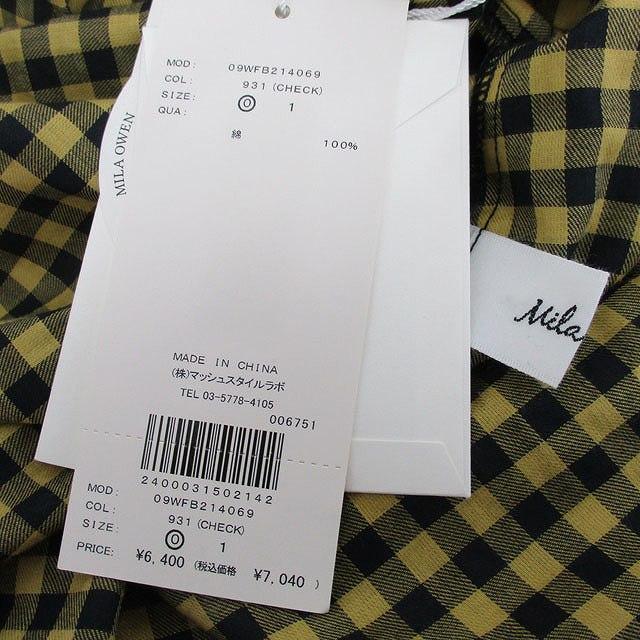 MOD: 09WFB214069
COL: 931 (CHECK)
SIZE: 0 1
QUA:
綿 100%
MILA OWEN
MADE IN CHINA
(株)マッシュスタイルラボ
TEL 03-5778-4105
006751
2400031502142
MOD: 09WFB214069
COL: 931 (CHECK)
SIZE: 0 1
PRICE: ¥6,400 (税込価格 ¥7,040 )
Mila